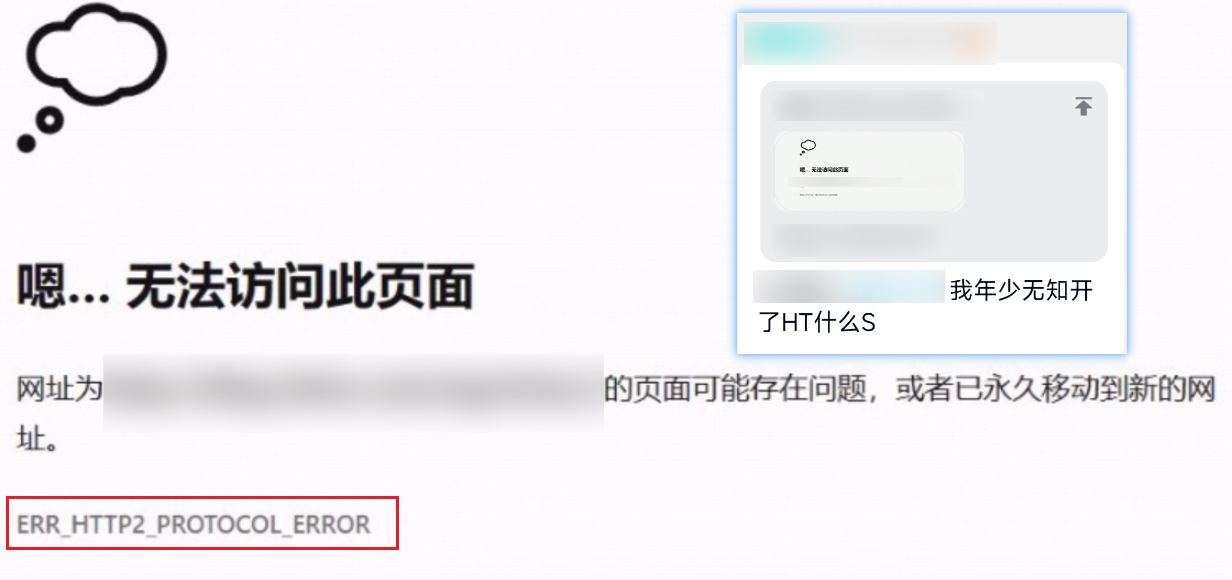 嗯... 无法访问此页面
网址为
的页面可能存在问题，或者已永久移动到新的网
址。
ERR_HTTP2_PROTOCOL_ERROR
嗯... 无法访问此页面
我年少无知开
了HT什么S